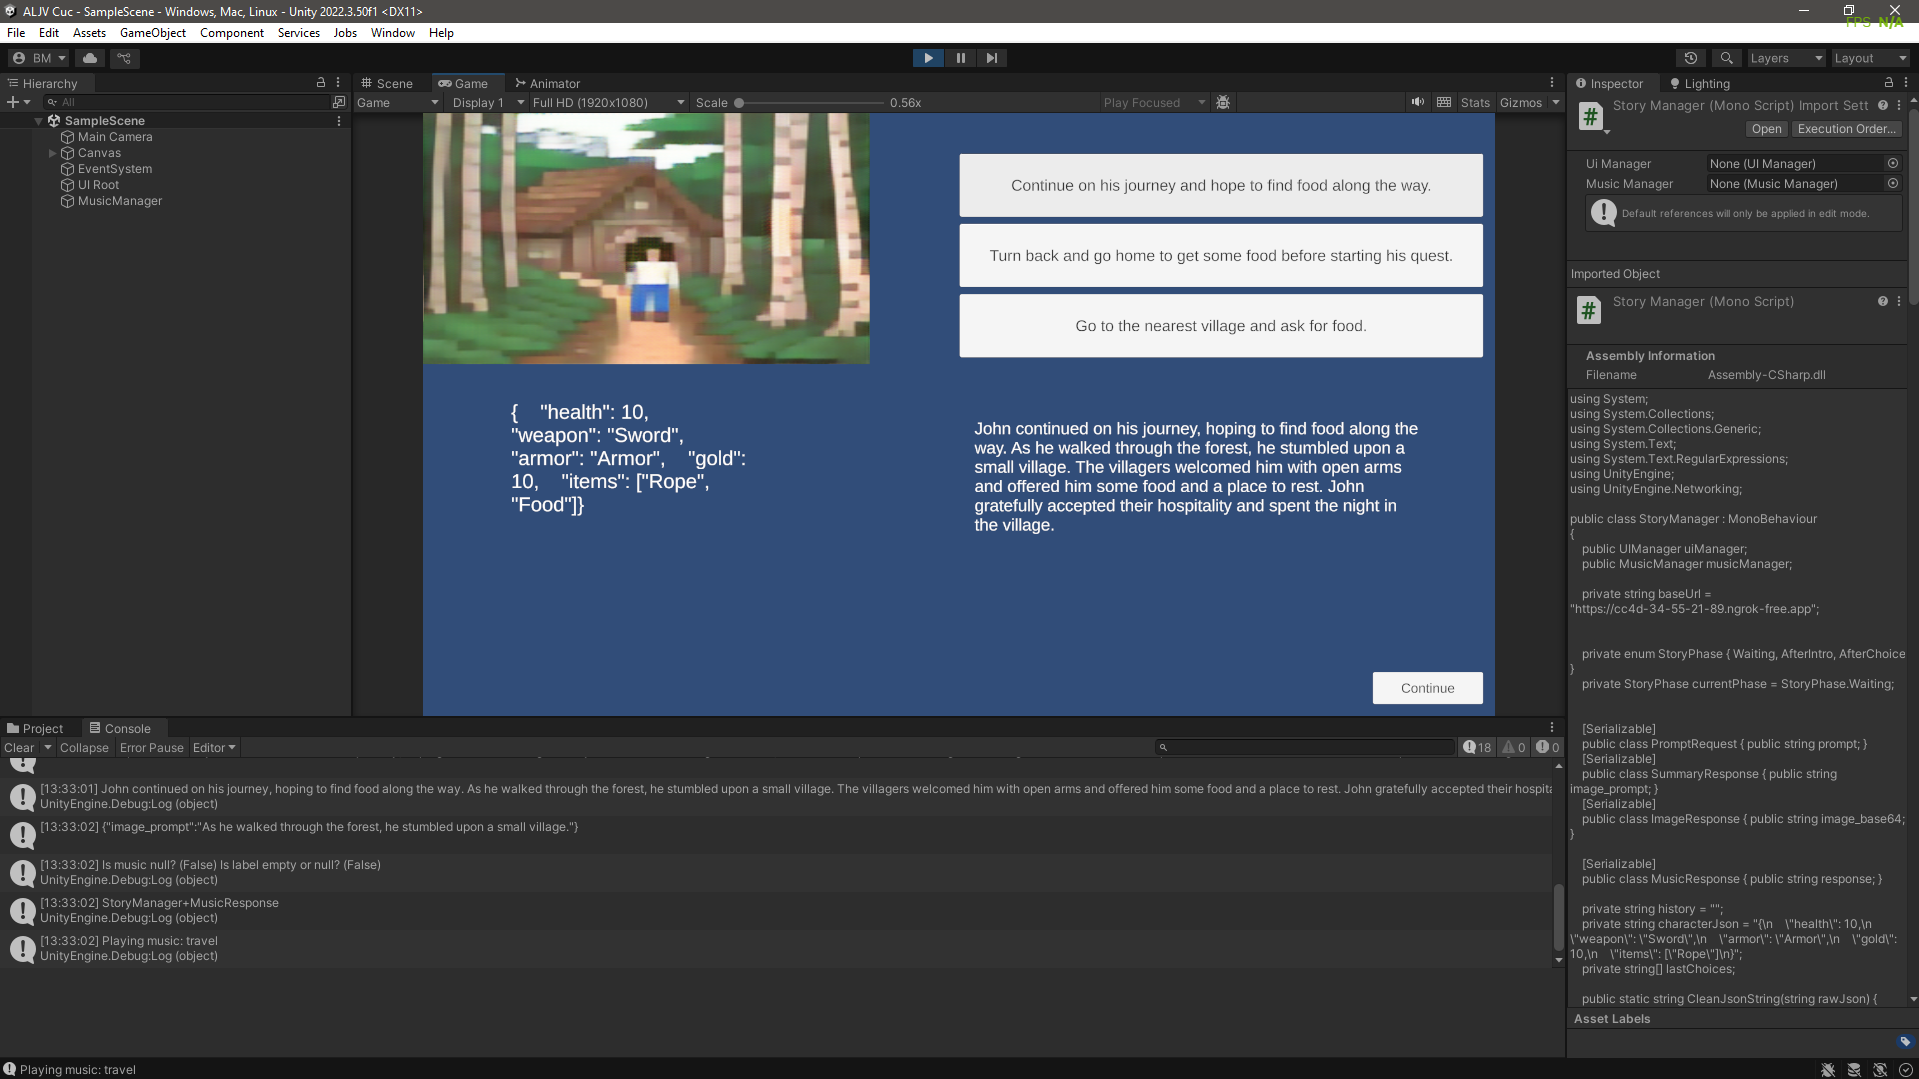 ALJV Cuc - SampleScene - Windows, Mac, Linux - Unity 2022.3.50f1 <DX11>
FPS N/A
File Edit Assets GameObject Component Services Jobs Window Help
BM
Layers
Layout
Hierarchy
All
SampleScene
Main Camera
Canvas
EventSystem
UI Root
MusicManager
Scene
Game
Animator
Game
Display 1
Full HD (1920x1080)
Scale
0.56x
Play Focused
Stats
Gizmos
Continue on his journey and hope to find food along the way.
Turn back and go home to get some food before starting his quest.
Go to the nearest village and ask for food.
{    "health": 10,
"weapon": "Sword",
"armor": "Armor",    "gold":
10,    "items": ["Rope",
"Food"]}
John continued on his journey, hoping to find food along the
way. As he walked through the forest, he stumbled upon a
small village. The villagers welcomed him with open arms
and offered him some food and a place to rest. John
gratefully accepted their hospitality and spent the night in
the village.
Continue
Project
Console
Clear
Collapse
Error Pause
Editor
18
0
0
[13:33:01] John continued on his journey, hoping to find food along the way. As he walked through the forest, he stumbled upon a small village. The villagers welcomed him with open arms and offered him some food and a place to rest. John gratefully accepted their hospita
UnityEngine.Debug:Log (object)
[13:33:02] {"image_prompt":"As he walked through the forest, he stumbled upon a small village."}
[13:33:02] Is music null? (False) Is label empty or null? (False)
UnityEngine.Debug:Log (object)
[13:33:02] StoryManager+MusicResponse
UnityEngine.Debug:Log (object)
[13:33:02] Playing music: travel
UnityEngine.Debug:Log (object)
Playing music: travel
Inspector
Lighting
Story Manager (Mono Script) Import Sett
Open
Execution Order...
Ui Manager
None (UI Manager)
Music Manager
None (Music Manager)
Default references will only be applied in edit mode.
Imported Object
Story Manager (Mono Script)
Assembly Information
Filename
Assembly-CSharp.dll
using System;
using System.Collections;
using System.Collections.Generic;
using System.Text;
using System.Text.RegularExpressions;
using UnityEngine;
using UnityEngine.Networking;
public class StoryManager : MonoBehaviour
{
public UIManager uiManager;
public MusicManager musicManager;
private string baseUrl =
"https://cc4d-34-55-21-89.ngrok-free.app";
private enum StoryPhase { Waiting, AfterIntro, AfterChoice
}
private StoryPhase currentPhase = StoryPhase.Waiting;
[Serializable]
public class PromptRequest { public string prompt; }
[Serializable]
public class SummaryResponse { public string
image_prompt; }
[Serializable]
public class ImageResponse { public string image_base64;
}
[Serializable]
public class MusicResponse { public string response; }
private string history = "";
private string characterJson = "{\n    \"health\": 10,\n
\"weapon\": \"Sword\",\n    \"armor\": \"Armor\",\n    \"gold\":
10,\n    \"items\": [\"Rope\"]\n}";
private string[] lastChoices;
public static string CleanJsonString(string rawJson) {
Asset Labels